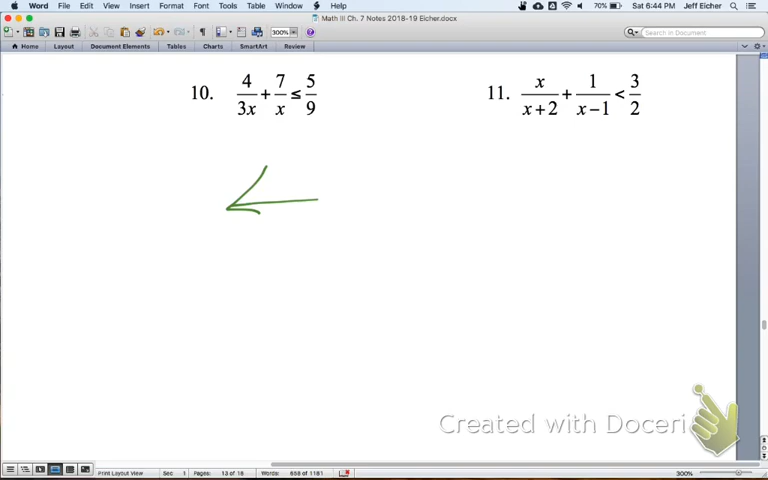 Word File Edit View Insert Format Font Tools Table Window Help 70% Sat 6:44 PM Jeff Eicher
Math III Ch. 7 Notes 2018-19 Eicher.docx
300% Search in Document
Home Layout Document Elements Tables Charts SmartArt Review
10. 4/3x + 7/x ≤ 5/9 11. x/x+2 + 1/x−1 < 3/2
Created with Doceri
Print Layout View Sec 1 Pages: 13 of 18 Words: 658 of 1181 300%